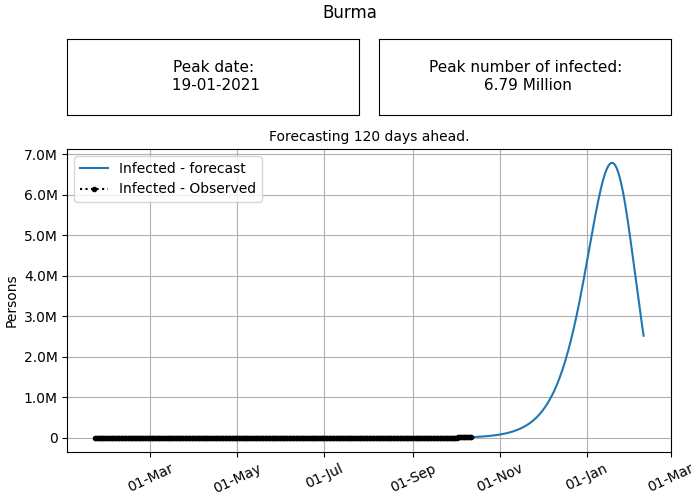 Burma
Peak date:
19-01-2021
Peak number of infected:
6.79 Million
Forecasting 120 days ahead.
7.0M
6.0M
5.0M
4.0M
3.0M
2.0M
1.0M
0
Persons
Infected - forecast
Infected - Observed
01-Mar
01-May
01-Jul
01-Sep
01-Nov
01-Jan
01-Mar